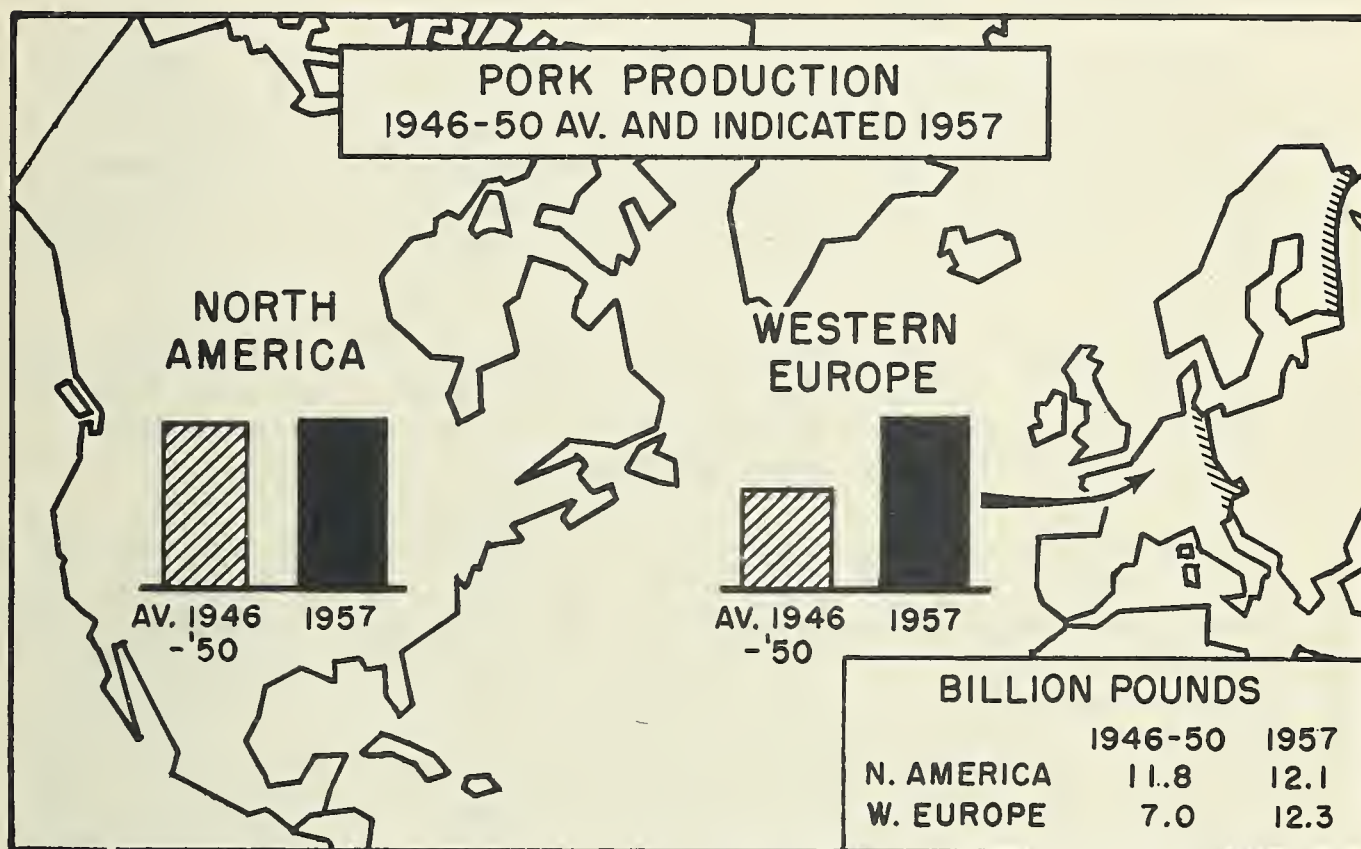 PORK PRODUCTION
1946-50 AV. AND INDICATED 1957
NORTH
AMERICA
AV. 1946
-'50
1957
WESTERN
EUROPE
AV. 1946
-'50
1957
BILLION POUNDS
1946-50 1957
N. AMERICA 11.8 12.1
W. EUROPE 7.0 12.3